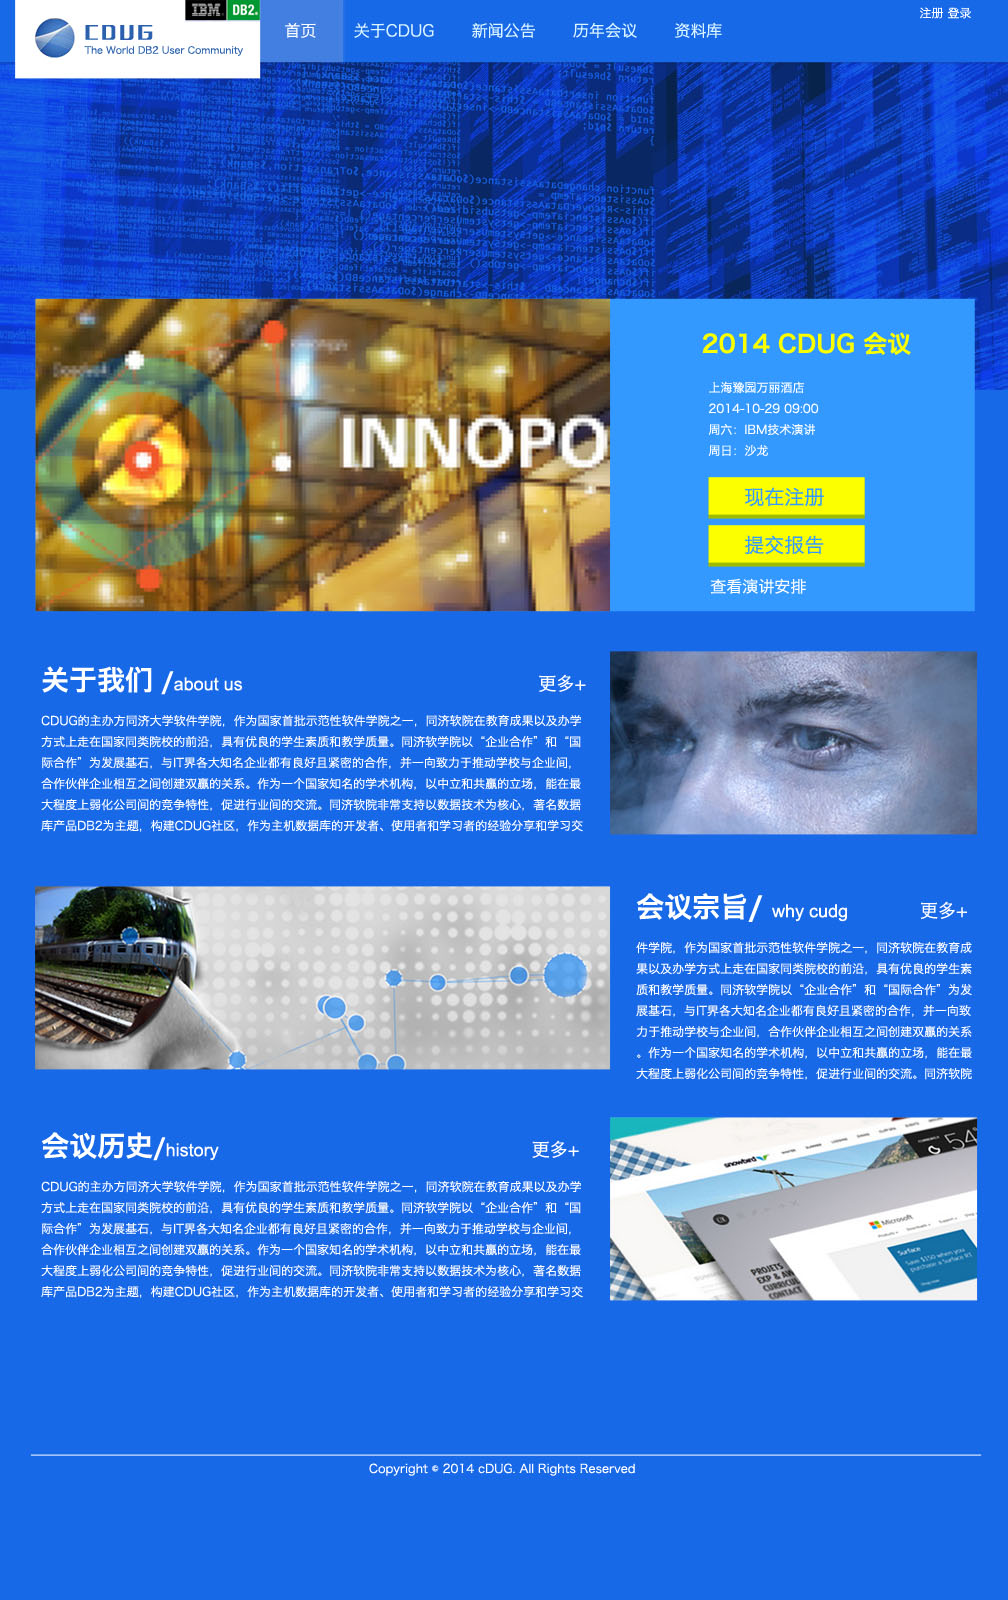 IBM DB2.
CDUG
The World DB2 User Community
首页 关于CDUG 新闻公告 历年会议 资料库
注册 登录
INNOPO
2014 CDUG 会议
上海豫园万丽酒店
2014-10-29 09:00
周六：IBM技术演讲
周日：沙龙
现在注册
提交报告
查看演讲安排
关于我们 /about us 更多+
CDUG的主办方同济大学软件学院，作为国家首批示范性软件学院之一，同济软院在教育成果以及办学
方式上走在国家同类院校的前沿，具有优良的学生素质和教学质量。同济软学院以“企业合作”和“国
际合作”为发展基石，与IT界各大知名企业都有良好且紧密的合作，并一向致力于推动学校与企业间，
合作伙伴企业相互之间创建双赢的关系。作为一个国家知名的学术机构，以中立和共赢的立场，能在最
大程度上弱化公司间的竞争特性，促进行业间的交流。同济软院非常支持以数据技术为核心，著名数据
库产品DB2为主题，构建CDUG社区，作为主机数据库的开发者、使用者和学习者的经验分享和学习交
会议宗旨/ why cudg 更多+
件学院，作为国家首批示范性软件学院之一，同济软院在教育成
果以及办学方式上走在国家同类院校的前沿，具有优良的学生素
质和教学质量。同济软学院以“企业合作”和“国际合作”为发
展基石，与IT界各大知名企业都有良好且紧密的合作，并一向致
力于推动学校与企业间，合作伙伴企业相互之间创建双赢的关系
。作为一个国家知名的学术机构，以中立和共赢的立场，能在最
大程度上弱化公司间的竞争特性，促进行业间的交流。同济软院
会议历史/history 更多+
CDUG的主办方同济大学软件学院，作为国家首批示范性软件学院之一，同济软院在教育成果以及办学
方式上走在国家同类院校的前沿，具有优良的学生素质和教学质量。同济软学院以“企业合作”和“国
际合作”为发展基石，与IT界各大知名企业都有良好且紧密的合作，并一向致力于推动学校与企业间，
合作伙伴企业相互之间创建双赢的关系。作为一个国家知名的学术机构，以中立和共赢的立场，能在最
大程度上弱化公司间的竞争特性，促进行业间的交流。同济软院非常支持以数据技术为核心，著名数据
库产品DB2为主题，构建CDUG社区，作为主机数据库的开发者、使用者和学习者的经验分享和学习交
snowbird
54
Microsoft
Surface
Save $150 when you
purchase a Surface
PROJETS
EXP &
CONTACT
Copyright © 2014 cDUG. All Rights Reserved